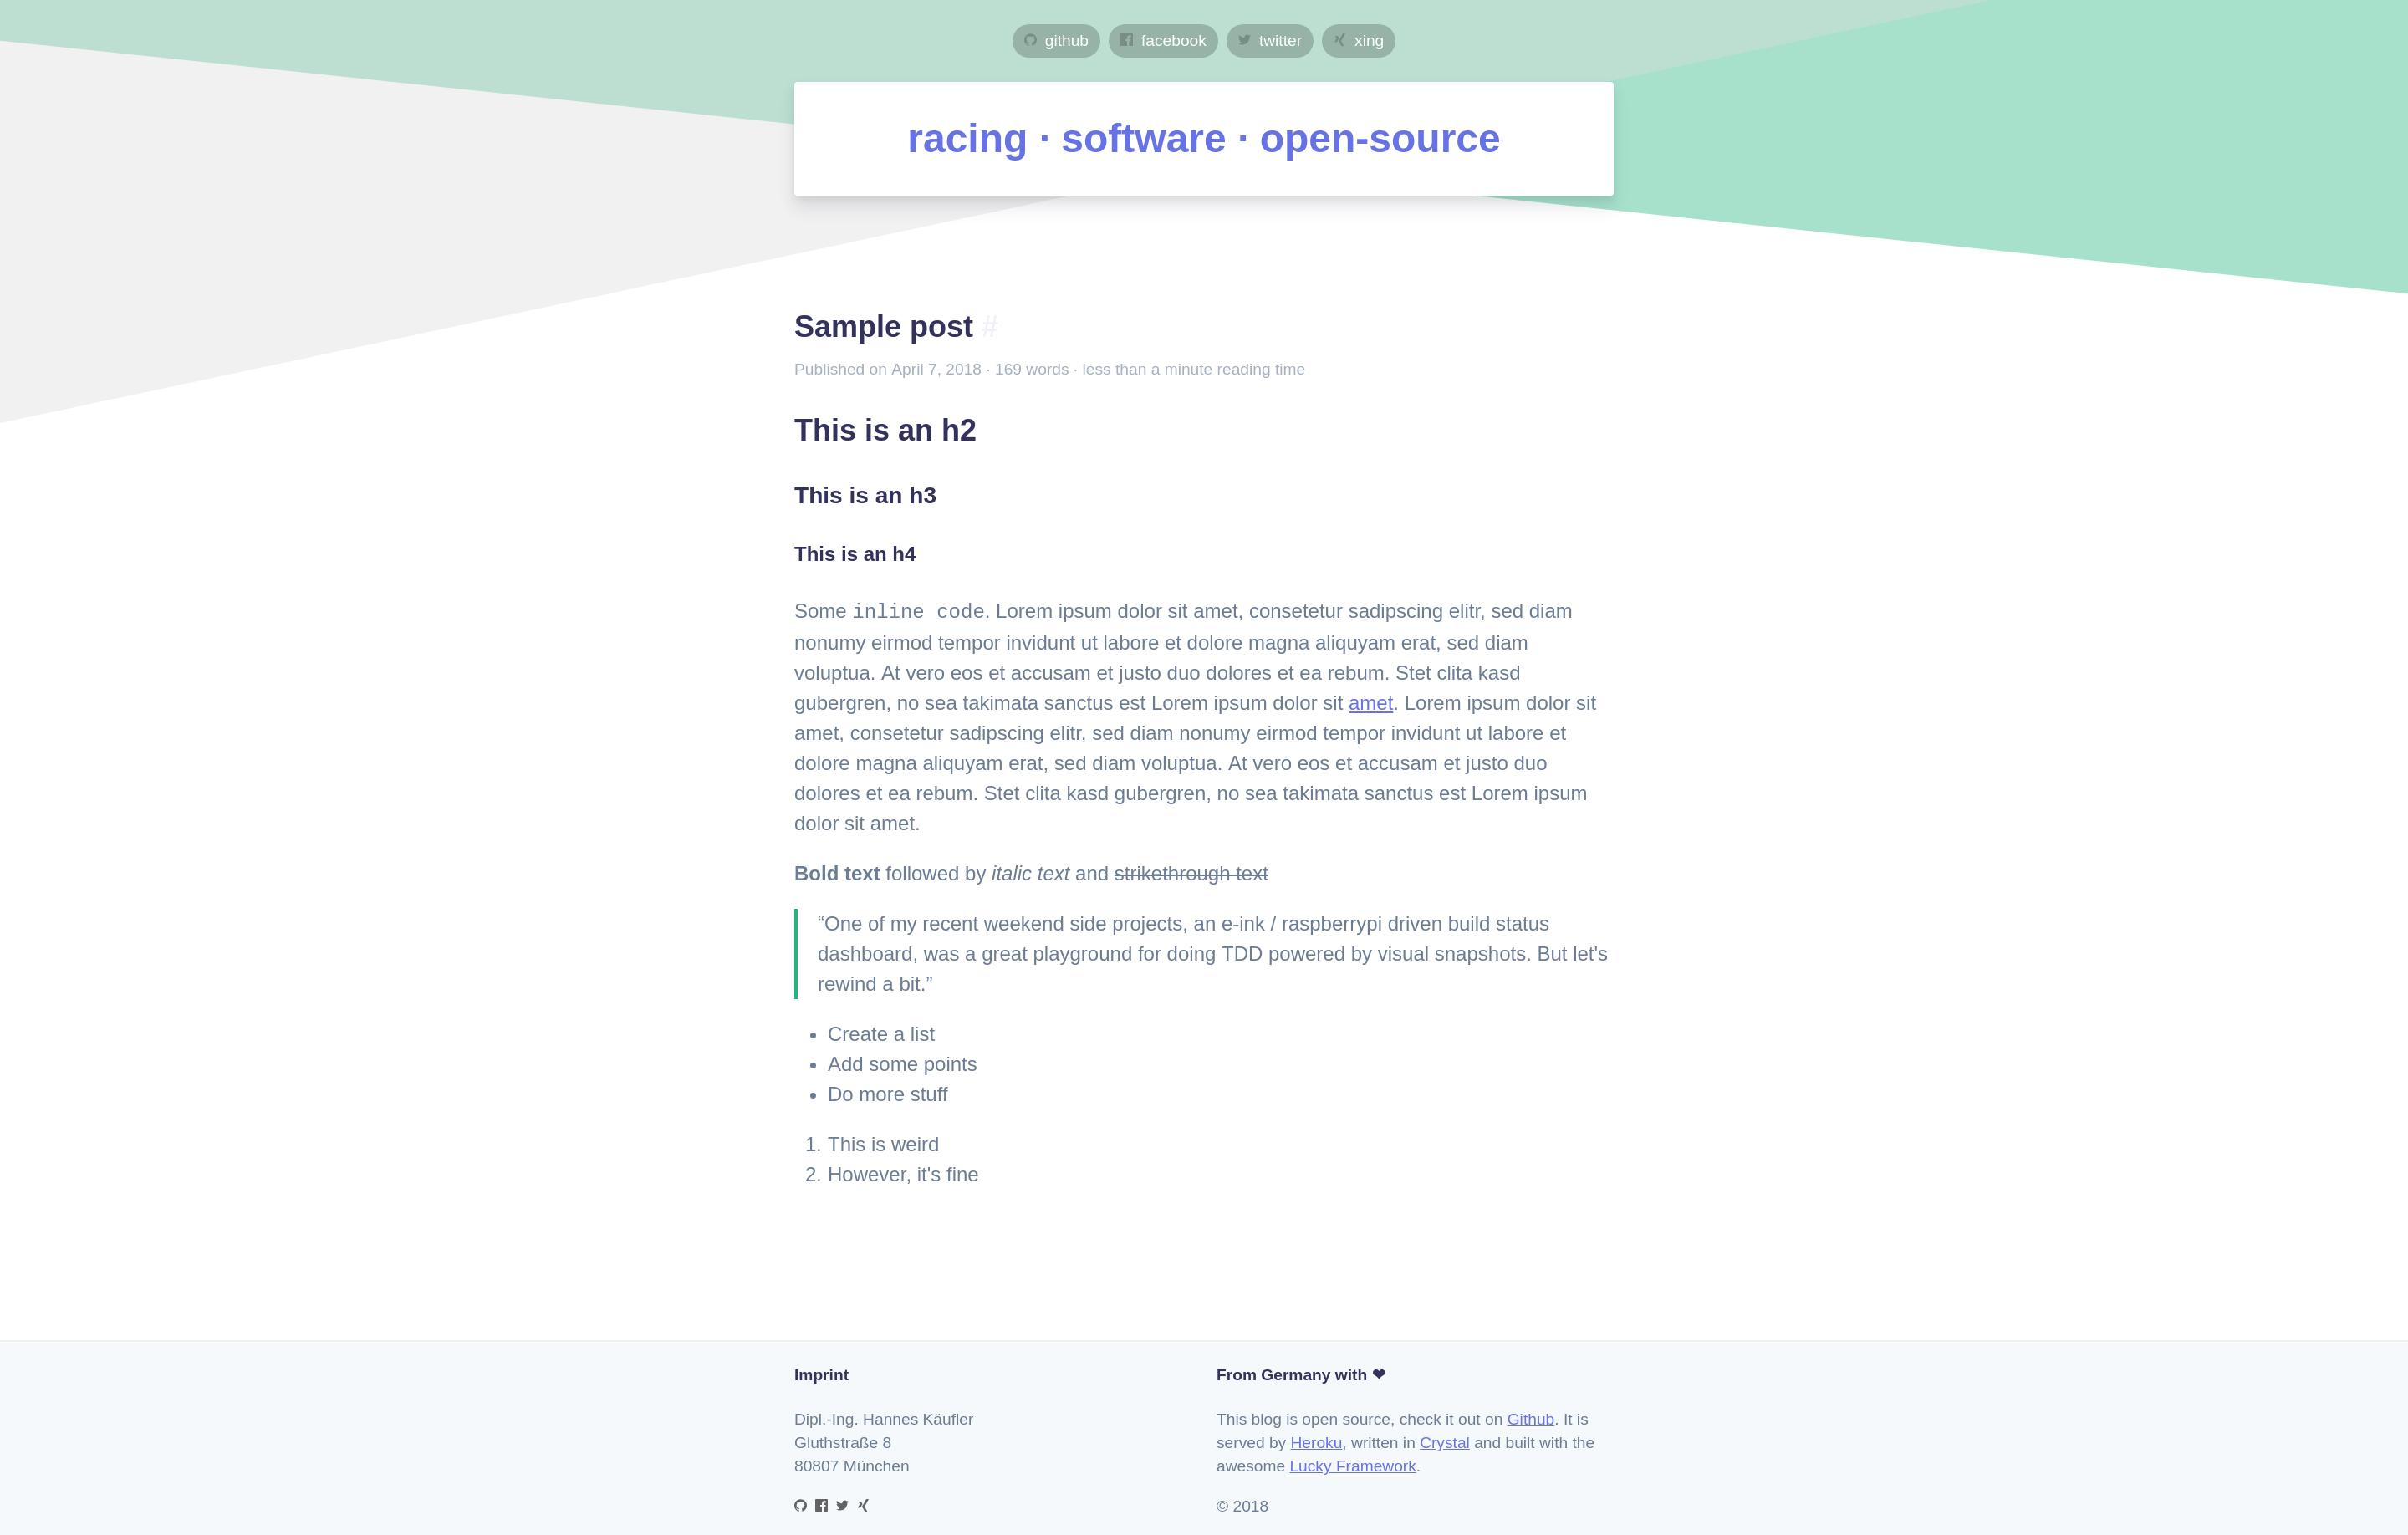 github facebook twitter xing
racing · software · open-source
Sample post #
Published on April 7, 2018 · 169 words · less than a minute reading time
This is an h2
This is an h3
This is an h4
Some inline code. Lorem ipsum dolor sit amet, consetetur sadipscing elitr, sed diam
nonumy eirmod tempor invidunt ut labore et dolore magna aliquyam erat, sed diam
voluptua. At vero eos et accusam et justo duo dolores et ea rebum. Stet clita kasd
gubergren, no sea takimata sanctus est Lorem ipsum dolor sit amet. Lorem ipsum dolor sit
amet, consetetur sadipscing elitr, sed diam nonumy eirmod tempor invidunt ut labore et
dolore magna aliquyam erat, sed diam voluptua. At vero eos et accusam et justo duo
dolores et ea rebum. Stet clita kasd gubergren, no sea takimata sanctus est Lorem ipsum
dolor sit amet.
Bold text followed by italic text and strikethrough text
“One of my recent weekend side projects, an e-ink / raspberrypi driven build status
dashboard, was a great playground for doing TDD powered by visual snapshots. But let's
rewind a bit.”
• Create a list
• Add some points
• Do more stuff
1. This is weird
2. However, it's fine
Imprint
Dipl.-Ing. Hannes Käufler
Gluthstraße 8
80807 München
From Germany with ❤
This blog is open source, check it out on Github. It is
served by Heroku, written in Crystal and built with the
awesome Lucky Framework.
© 2018